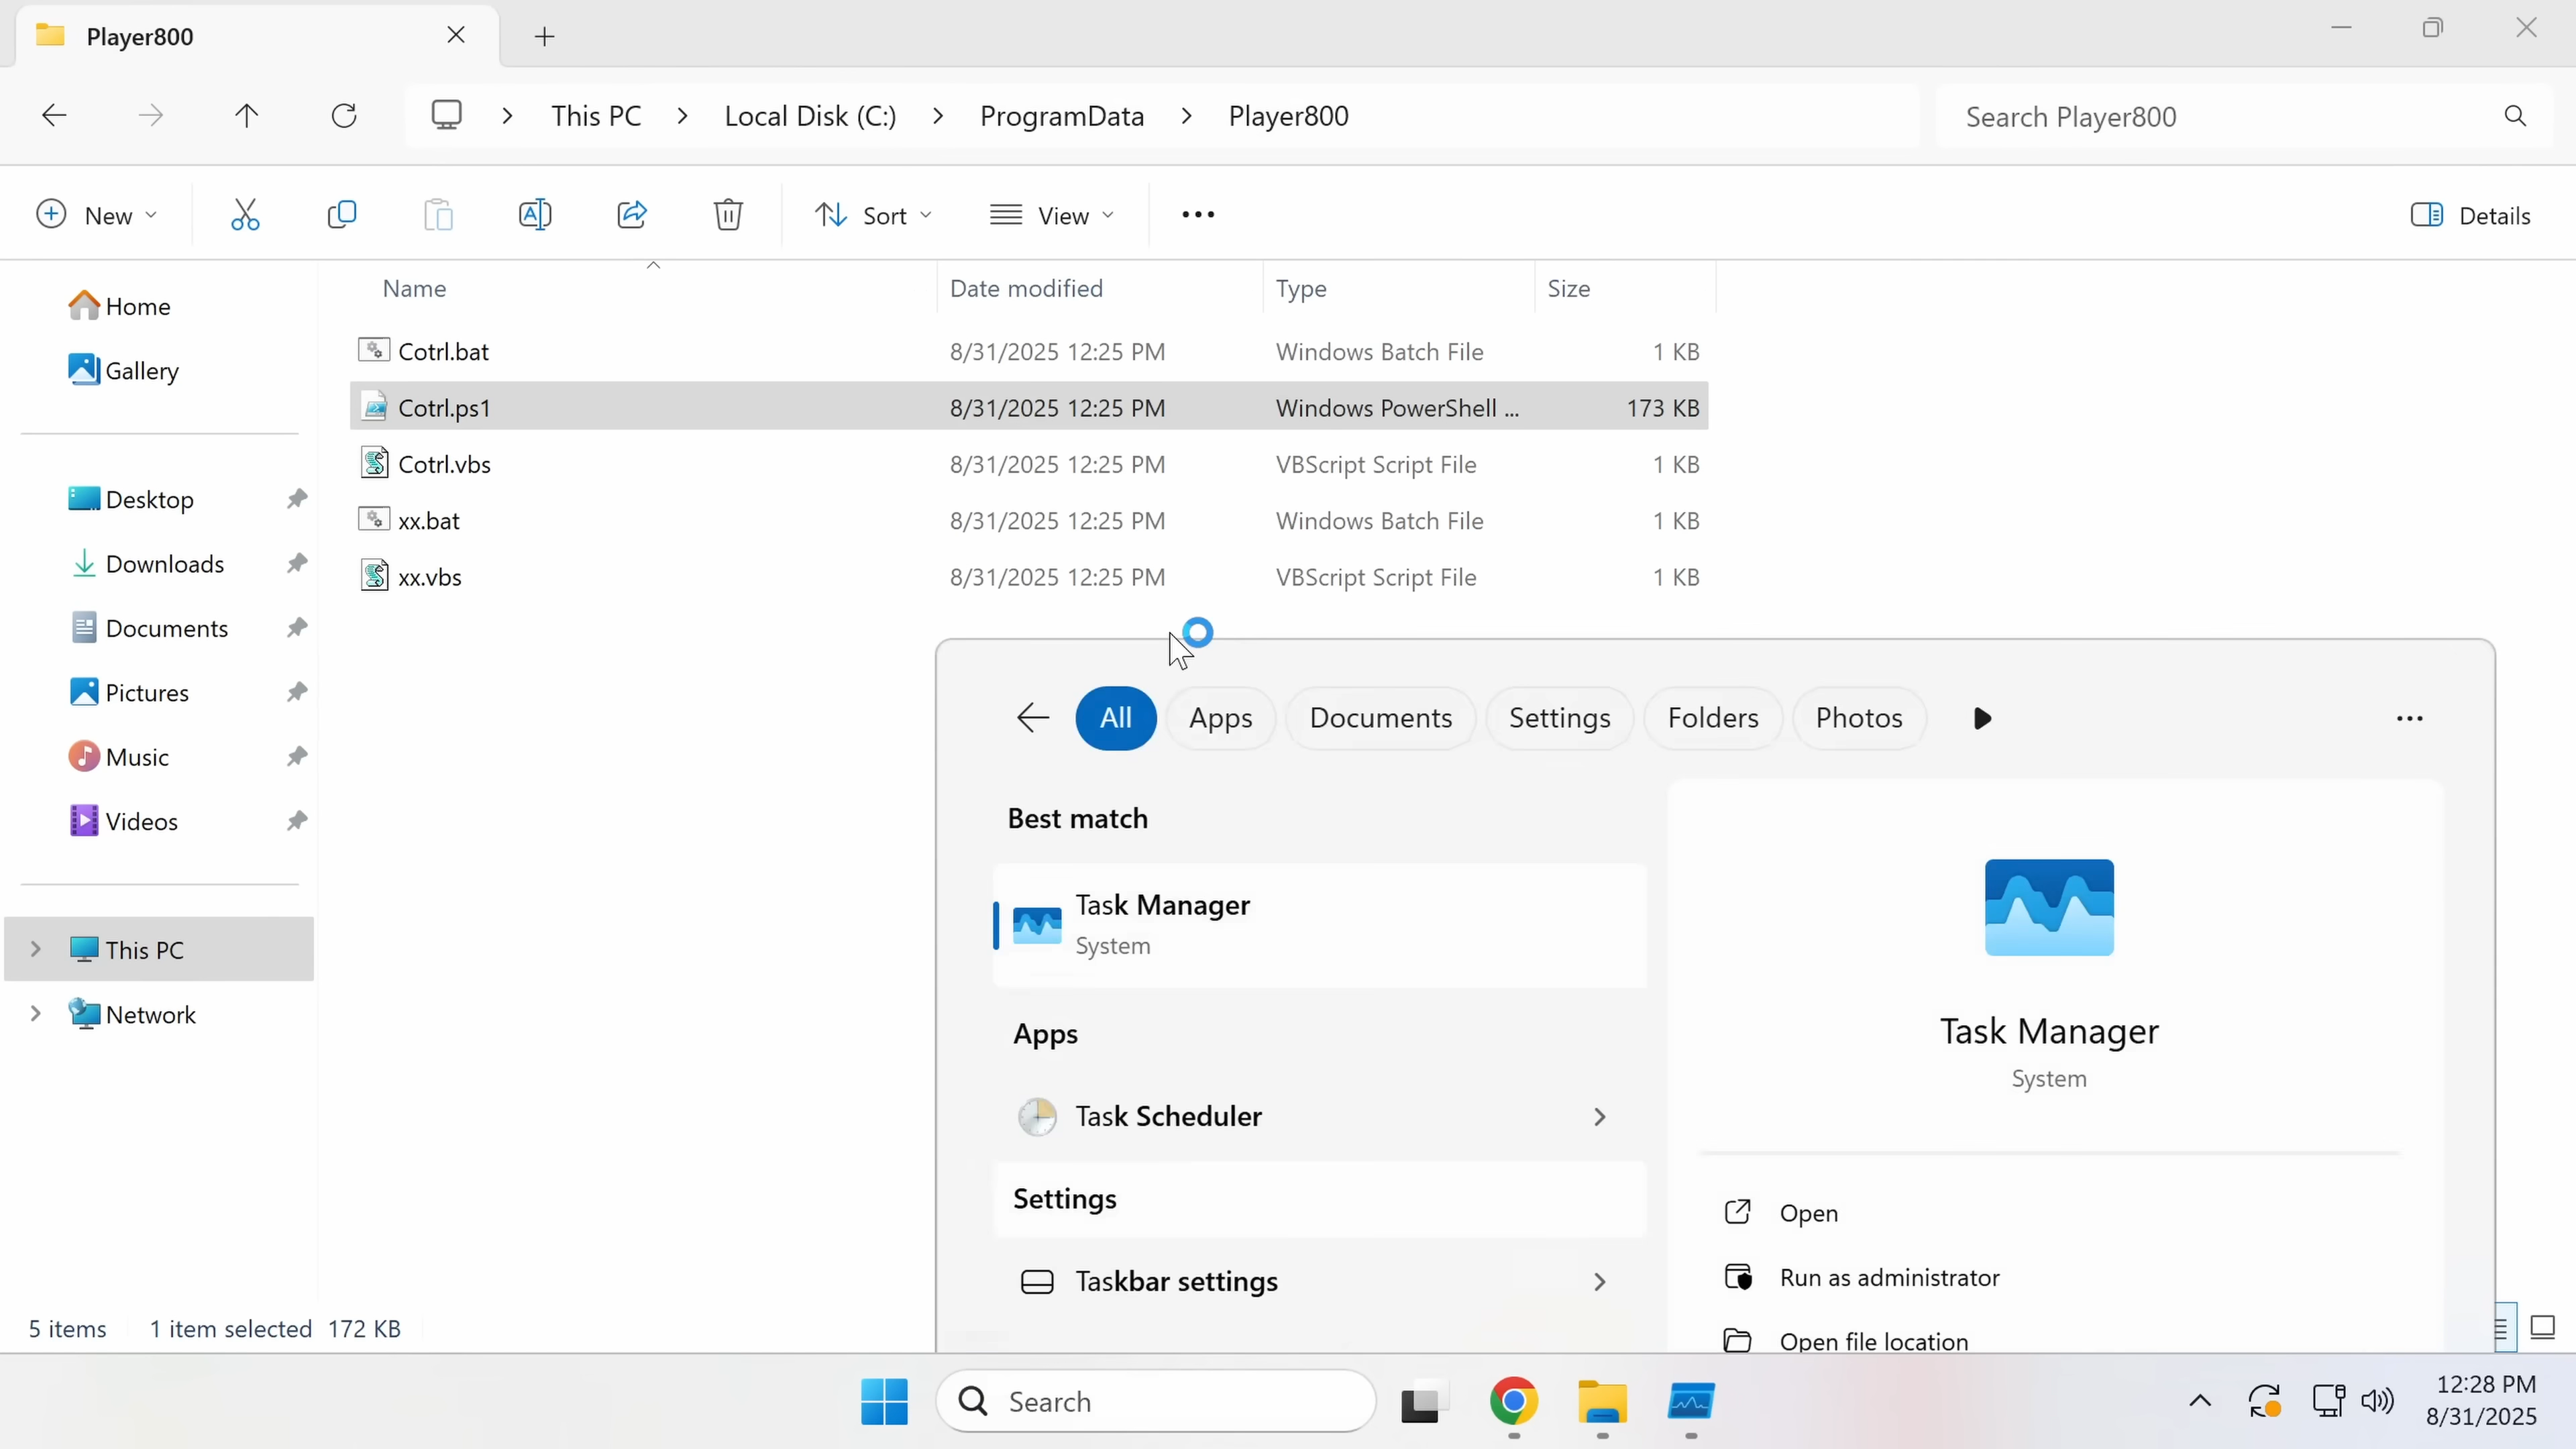 Player800
This PC
Local Disk (C:)
ProgramData
Player800
Search Player800
New
Sort
View
Details
Name Date modified Type Size
Home
Gallery
Cotrl.bat 8/31/2025 12:25 PM Windows Batch File 1 KB
Cotrl.ps1 8/31/2025 12:25 PM Windows PowerShell ... 173 KB
Cotrl.vbs 8/31/2025 12:25 PM VBScript Script File 1 KB
xx.bat 8/31/2025 12:25 PM Windows Batch File 1 KB
xx.vbs 8/31/2025 12:25 PM VBScript Script File 1 KB
Desktop
Downloads
Documents
Pictures
Music
Videos
This PC
Network
All Apps Documents Settings Folders Photos
Best match
Task Manager
System
Apps
Task Scheduler
Settings
Taskbar settings
Task Manager
System
Open
Run as administrator
Open file location
5 items 1 item selected 172 KB
Search
12:28 PM
8/31/2025